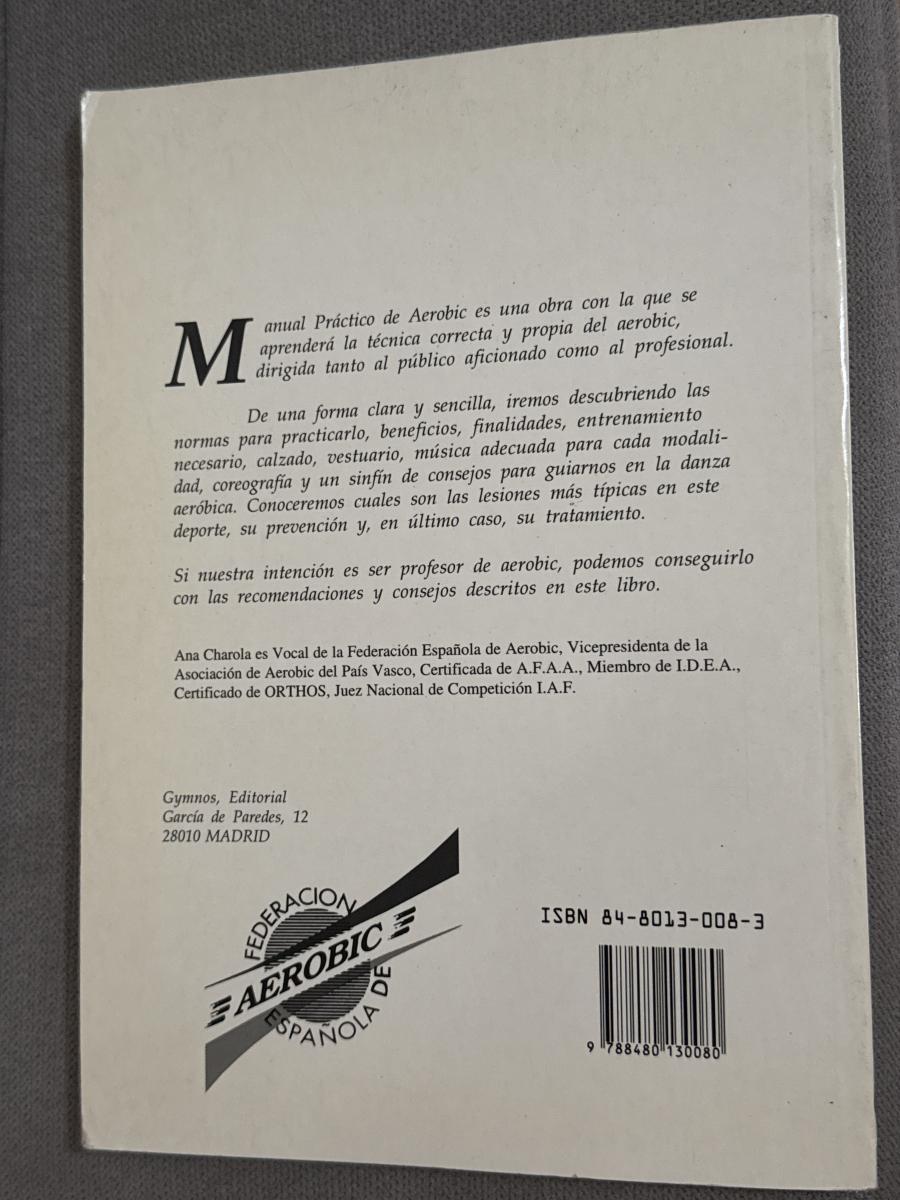 Manual Práctico de Aerobic es una obra con la que se
aprenderá la técnica correcta y propia del aerobic,
dirigida tanto al público aficionado como al profesional.
De una forma clara y sencilla, iremos descubriendo las
normas para practicarlo, beneficios, finalidades, entrenamiento
necesario, calzado, vestuario, música adecuada para cada modali-
dad, coreografía y un sinfín de consejos para guiarnos en la danza
aeróbica. Conoceremos cuales son las lesiones más típicas en este
deporte, su prevención y, en último caso, su tratamiento.
Si nuestra intención es ser profesor de aerobic, podemos conseguirlo
con las recomendaciones y consejos descritos en este libro.
Ana Charola es Vocal de la Federación Española de Aerobic, Vicepresidenta de la
Asociación de Aerobic del País Vasco, Certificada de A.F.A.A., Miembro de I.D.E.A.,
Certificado de ORTHOS, Juez Nacional de Competición I.A.F.
Gymnos, Editorial
García de Paredes, 12
28010 MADRID
FEDERACION
AEROBIC
ESPAÑOLA DE
ISBN 84-8013-008-3
9 788480 130080